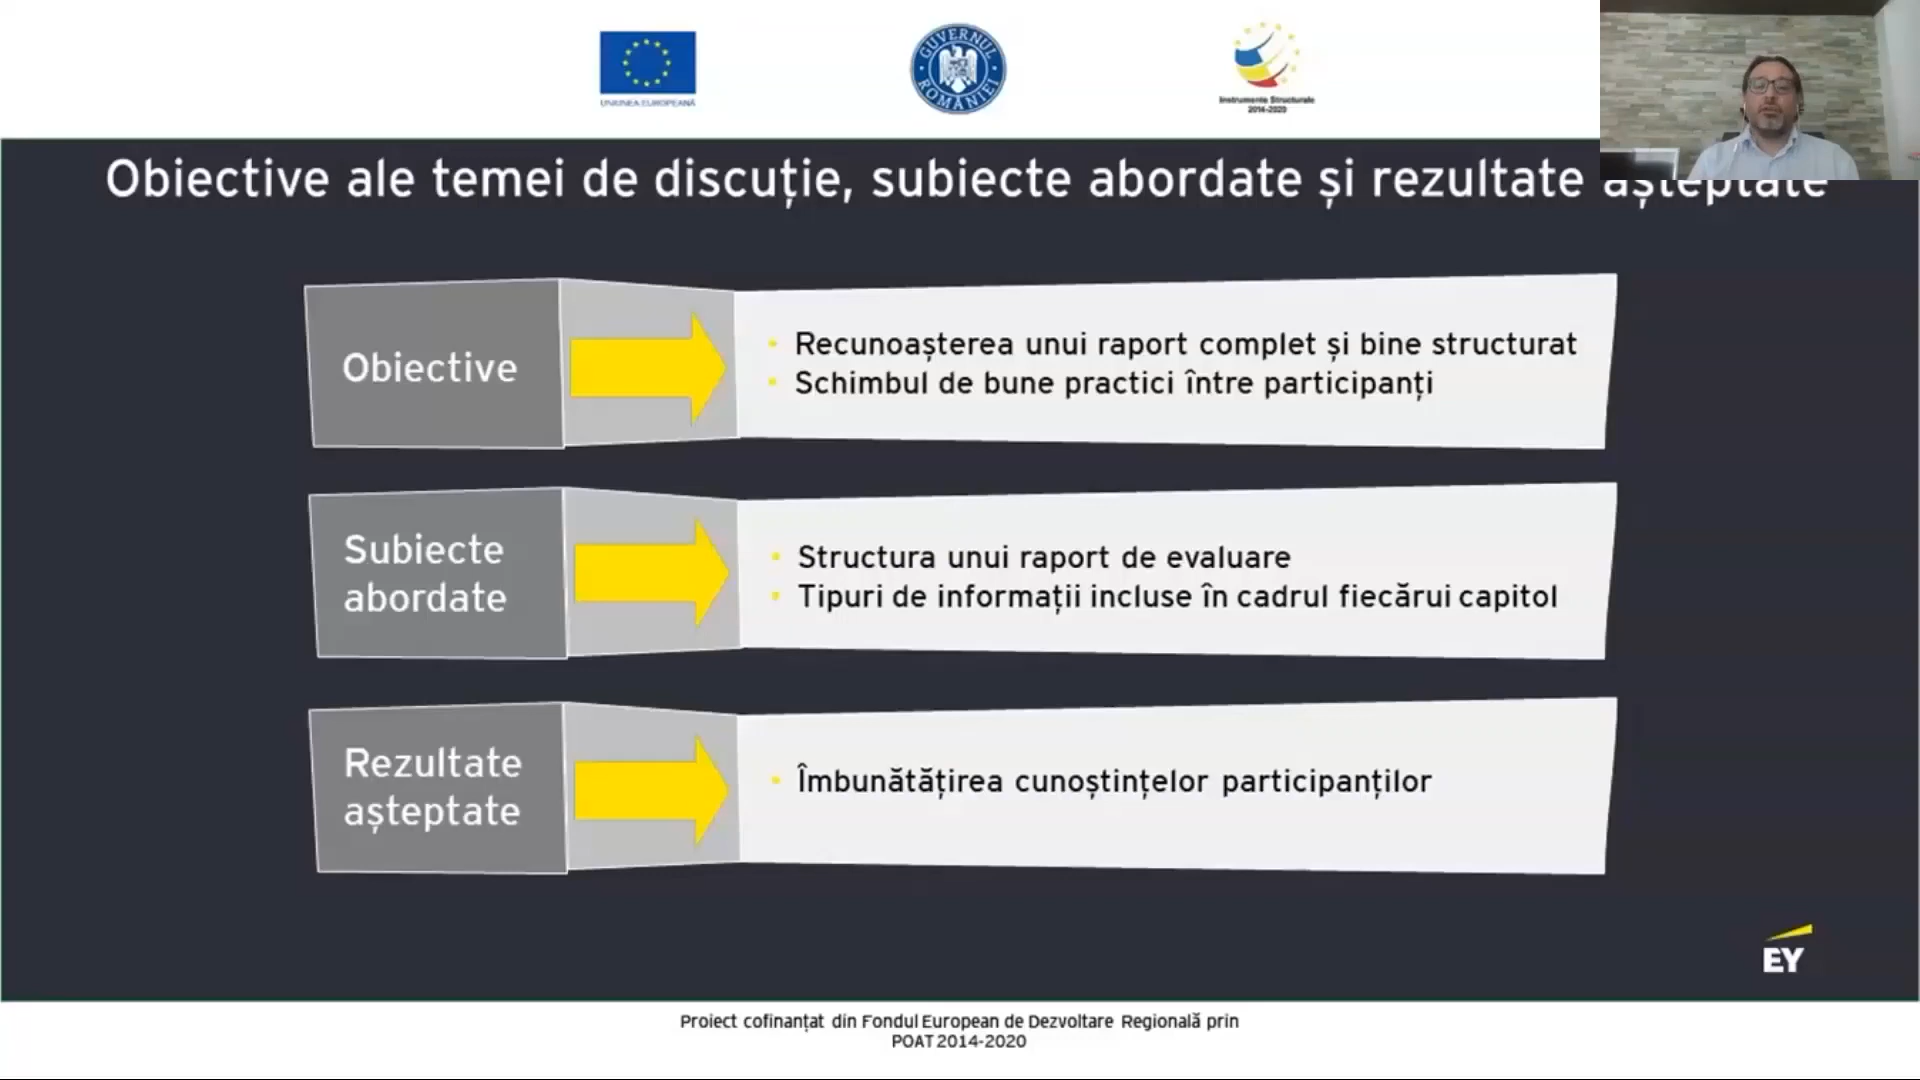 UNIUNEA EUROPEANĂ
GUVERNUL ROMÂNIEI
Instrumente Structurale
2014-2020
Obiective ale temei de discuție, subiecte abordate și rezultate așteptate
Obiective
• Recunoașterea unui raport complet și bine structurat
• Schimbul de bune practici între participanți
Subiecte
abordate
• Structura unui raport de evaluare
• Tipuri de informații incluse în cadrul fiecărui capitol
Rezultate
așteptate
• Îmbunătățirea cunoștințelor participanților
EY
Proiect cofinanțat din Fondul European de Dezvoltare Regională prin
POAT 2014-2020